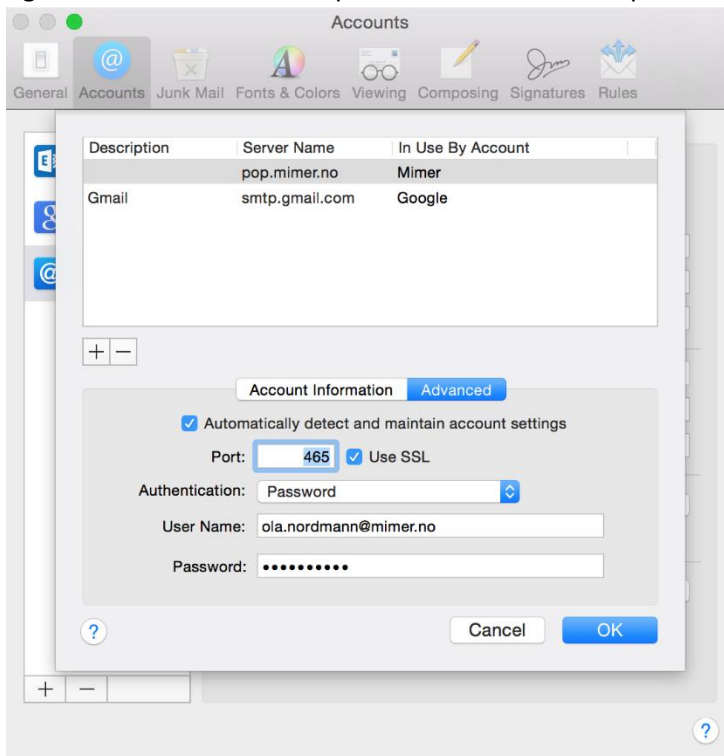 Accounts
General Accounts Junk Mail Fonts & Colors Viewing Composing Signatures Rules
Description Server Name In Use By Account
pop.mimer.no Mimer
Gmail smtp.gmail.com Google
+ −
Account Information Advanced
Automatically detect and maintain account settings
Port: 465 Use SSL
Authentication: Password
User Name: ola.nordmann@mimer.no
Password: ••••••••••
? Cancel OK
+ −
?